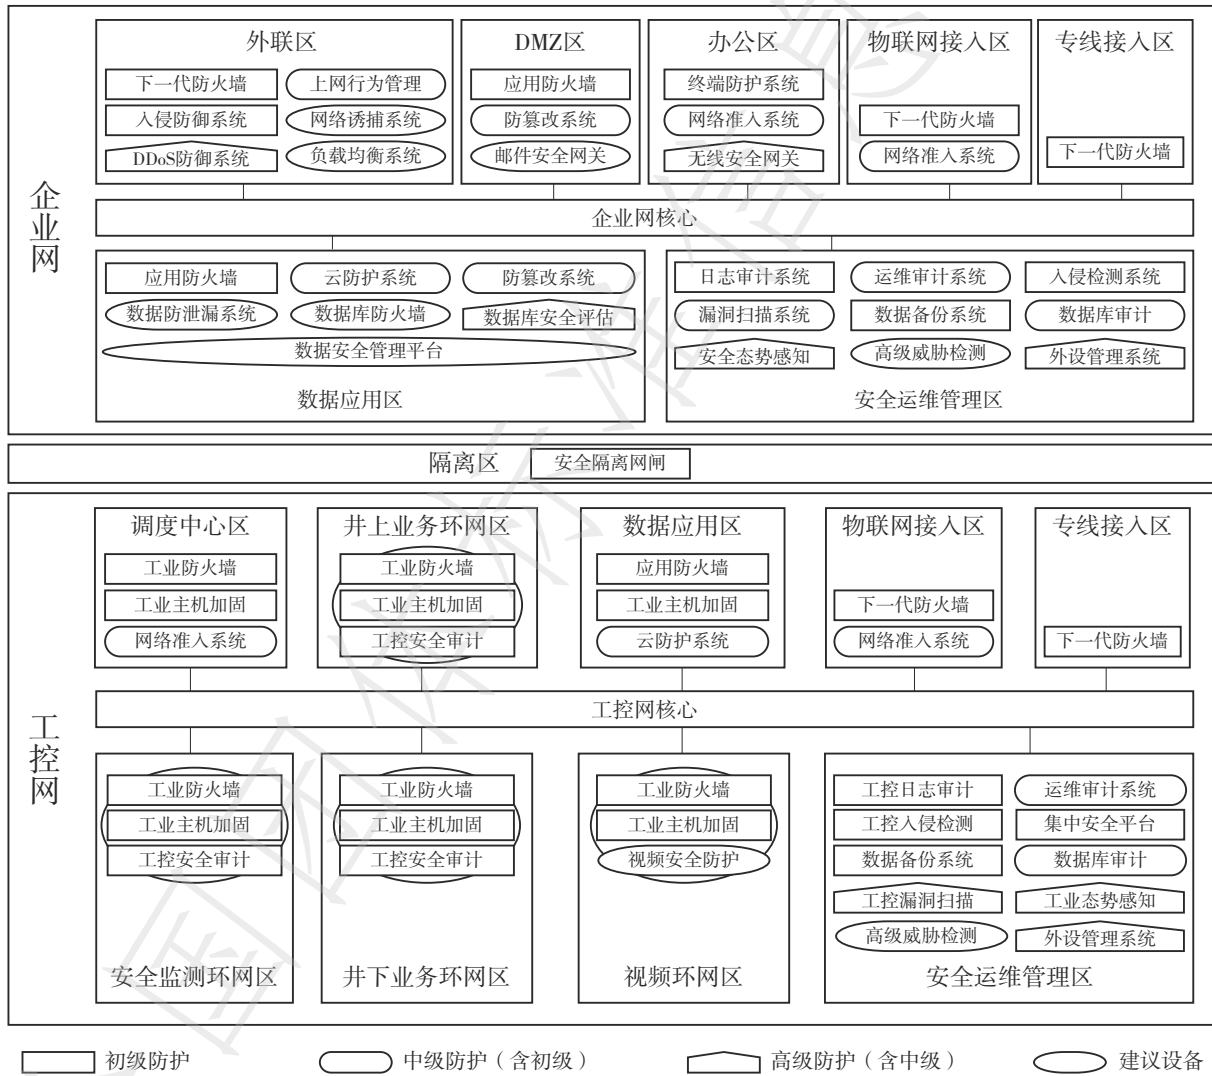 企业网
外联区
下一代防火墙
上网行为管理
入侵防御系统
网络诱捕系统
DDoS防御系统
负载均衡系统
DMZ区
应用防火墙
防篡改系统
邮件安全网关
办公区
终端防护系统
网络准入系统
无线安全网关
物联网接入区
下一代防火墙
网络准入系统
专线接入区
下一代防火墙
企业网核心
应用防火墙
云防护系统
防篡改系统
数据防泄漏系统
数据库防火墙
数据库安全评估
数据安全管理平台
数据应用区
日志审计系统
运维审计系统
入侵检测系统
漏洞扫描系统
数据备份系统
数据库审计
安全态势感知
高级威胁检测
外设管理系统
安全运维管理区
隔离区
安全隔离网闸
工控网
调度中心区
工业防火墙
工业主机加固
网络准入系统
井上业务环网区
工业防火墙
工业主机加固
工控安全审计
数据应用区
应用防火墙
工业主机加固
云防护系统
物联网接入区
下一代防火墙
网络准入系统
专线接入区
下一代防火墙
工控网核心
工业防火墙
工业主机加固
工控安全审计
安全监测环网区
工业防火墙
工业主机加固
工控安全审计
井下业务环网区
工业防火墙
工业主机加固
视频安全防护
视频环网区
工控日志审计
运维审计系统
工控入侵检测
集中安全平台
数据备份系统
数据库审计
工控漏洞扫描
工业态势感知
高级威胁检测
外设管理系统
安全运维管理区
初级防护
中级防护（含初级）
高级防护（含中级）
建议设备
国团体标准信息